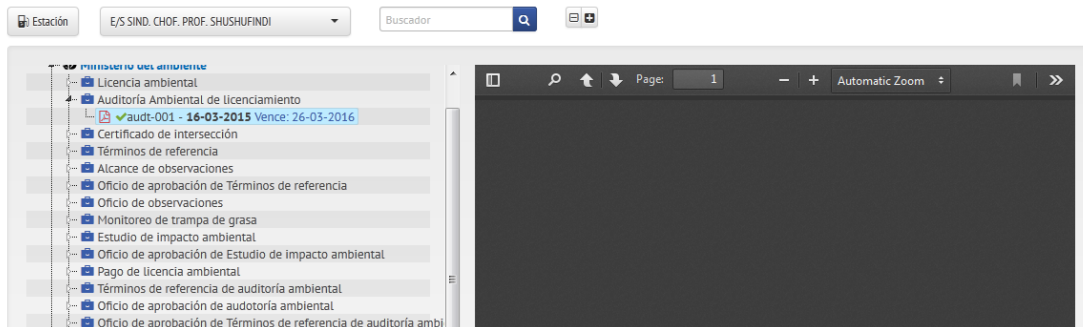 Estación
E/S SIND. CHOF. PROF. SHUSHUFINDI
Buscador
Ministerio del ambiente
Licencia ambiental
Auditoría Ambiental de licenciamiento
audt-001 - 16-03-2015 Vence: 26-03-2016
Certificado de intersección
Términos de referencia
Alcance de observaciones
Oficio de aprobación de Términos de referencia
Oficio de observaciones
Monitoreo de trampa de grasa
Estudio de impacto ambiental
Oficio de aprobación de Estudio de impacto ambiental
Pago de licencia ambiental
Términos de referencia de auditoría ambiental
Oficio de aprobación de audotoría ambiental
Oficio de aprobación de Términos de referencia de auditoría ambi
Page: 1
Automatic Zoom